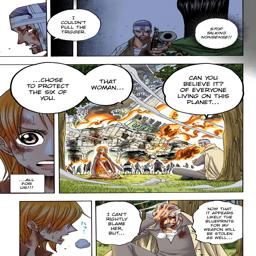 I
COULDN'T
PULL THE
TRIGGER.
STOP
TALKING
NONSENSE!!
...CHOSE
TO PROTECT
THE SIX OF
YOU.
THAT
WOMAN...
CAN YOU
BELIEVE IT?
OF EVERYONE
LIVING ON THIS
PLANET...
...ALL
FOR
US!!!
I CAN'T
RIGHTLY
BLAME
HER,
BUT...
NOW THAT
IT APPEARS
LIKELY THE
BLUEPRINTS FOR
MY WEAPON WILL
BE STOLEN
AS WELL...